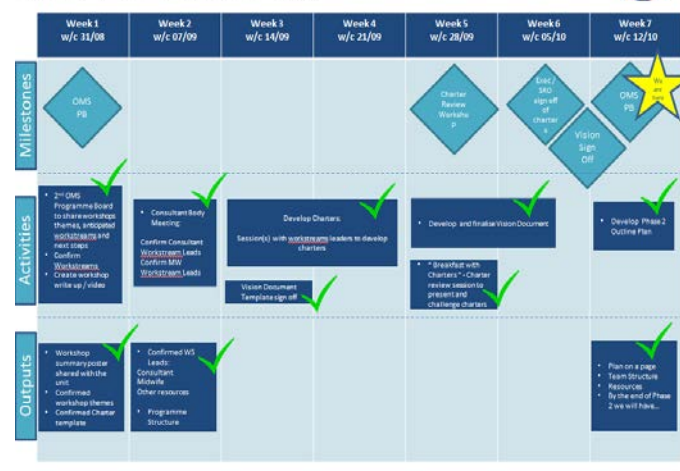 Week 1
w/c 31/08
Week 2
w/c 07/09
Week 3
w/c 14/09
Week 4
w/c 21/09
Week 5
w/c 28/09
Week 6
w/c 05/10
Week 7
w/c 12/10
Milestones
OMS
PB
Charter
Review
Worksho
p
Exec /
SRO
sign off
of
charter
s
Vision
Sign
Off
OMS
PB
We
are
here
Activities
• 2nd OMS
Programme Board
to share workshops
themes, anticipated
workstreams and
next steps
• Confirm
Workstreams
• Create workshop
write up / video
• Consultant Body
Meeting:
Confirm Consultant
Workstream Leads
Confirm MW
Workstream Leads
Develop Charters:
Session(s) with workstreams leaders to develop
charters
Vision Document
Template sign off
• Develop and finalise Vision Document
• "Breakfast with
Charters" - Charter
review session to
present and
challenge charters
• Develop Phase 2
Outline Plan
Outputs
• Workshop
summary poster
shared with the
unit
• Confirmed
workshop themes
• Confirmed Charter
template
• Confirmed WS
Leads:
Consultant
Midwife
Other resources
• Programme
Structure
• Plan on a page
• Team Structure
• Resources
• By the end of Phase
2 we will have...